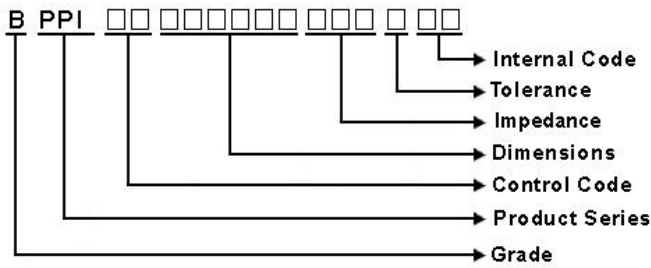 B PPI □□ □□□□□□ □□□ □ □□
Internal Code
Tolerance
Impedance
Dimensions
Control Code
Product Series
Grade